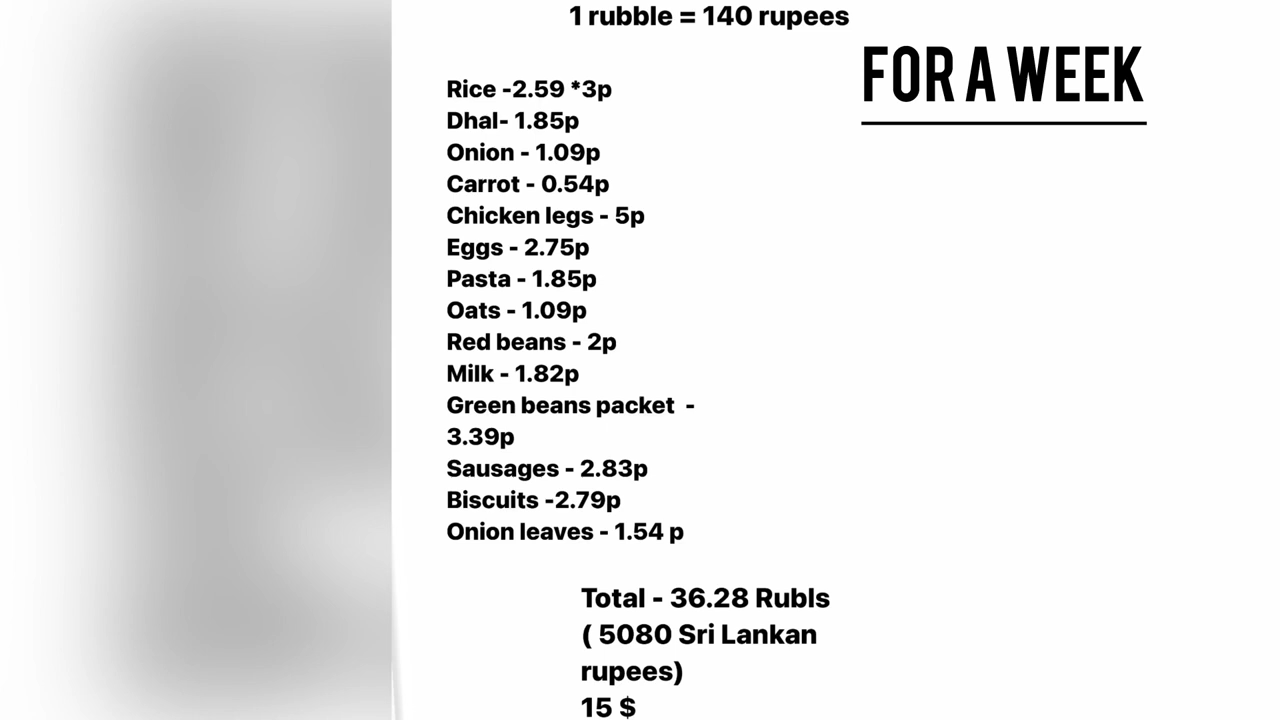 1 rubble = 140 rupees
FOR A WEEK
Rice -2.59 *3p
Dhal- 1.85p
Onion - 1.09p
Carrot - 0.54p
Chicken legs - 5p
Eggs - 2.75p
Pasta - 1.85p
Oats - 1.09p
Red beans - 2p
Milk - 1.82p
Green beans packet  -
3.39p
Sausages - 2.83p
Biscuits -2.79p
Onion leaves - 1.54 p
Total - 36.28 Rubls
( 5080 Sri Lankan
rupees)
15 $